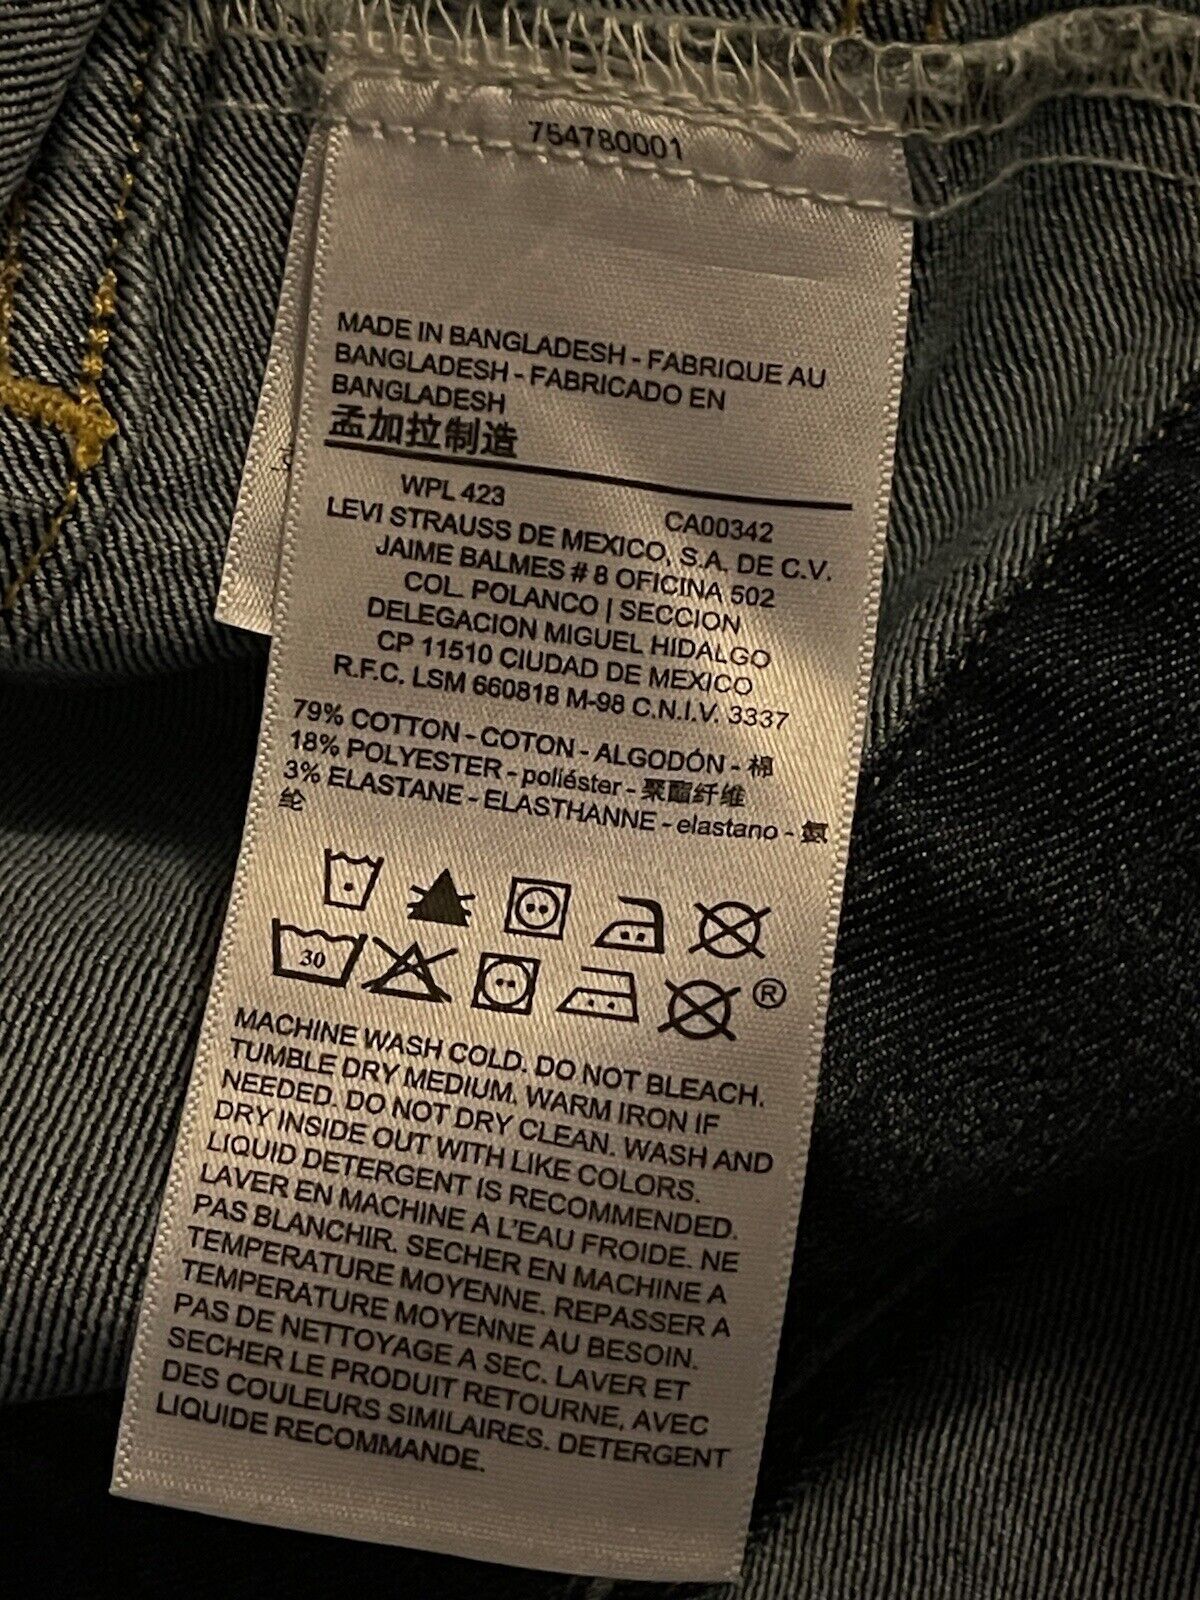 754780001
MADE IN BANGLADESH - FABRIQUE AU
BANGLADESH - FABRICADO EN
BANGLADESH
孟加拉制造
WPL 423 CA00342
LEVI STRAUSS DE MEXICO, S.A. DE C.V.
JAIME BALMES # 8 OFICINA 502
COL. POLANCO | SECCION
DELEGACION MIGUEL HIDALGO
CP 11510 CIUDAD DE MEXICO
R.F.C. LSM 660818 M-98 C.N.I.V. 3337
79% COTTON - COTON - ALGODÓN - 棉
18% POLYESTER - poliéster - 聚酯纤维
3% ELASTANE - ELASTHANNE - elastano - 氨
纶
30
®
MACHINE WASH COLD. DO NOT BLEACH.
TUMBLE DRY MEDIUM. WARM IRON IF
NEEDED. DO NOT DRY CLEAN. WASH AND
DRY INSIDE OUT WITH LIKE COLORS.
LIQUID DETERGENT IS RECOMMENDED.
LAVER EN MACHINE A L'EAU FROIDE. NE
PAS BLANCHIR. SECHER EN MACHINE A
TEMPERATURE MOYENNE. REPASSER A
TEMPERATURE MOYENNE AU BESOIN.
PAS DE NETTOYAGE A SEC. LAVER ET
SECHER LE PRODUIT RETOURNE, AVEC
DES COULEURS SIMILAIRES. DETERGENT
LIQUIDE RECOMMANDE.